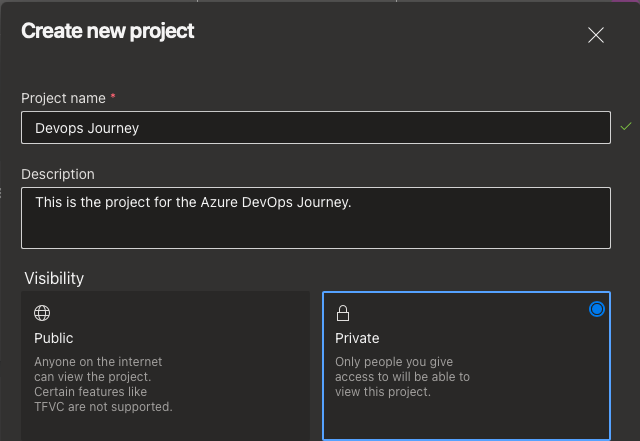 Create new project
Project name *
Devops Journey
Description
This is the project for the Azure DevOps Journey.
Visibility
Public
Anyone on the internet
can view the project.
Certain features like
TFVC are not supported.
Private
Only people you give
access to will be able to
view this project.